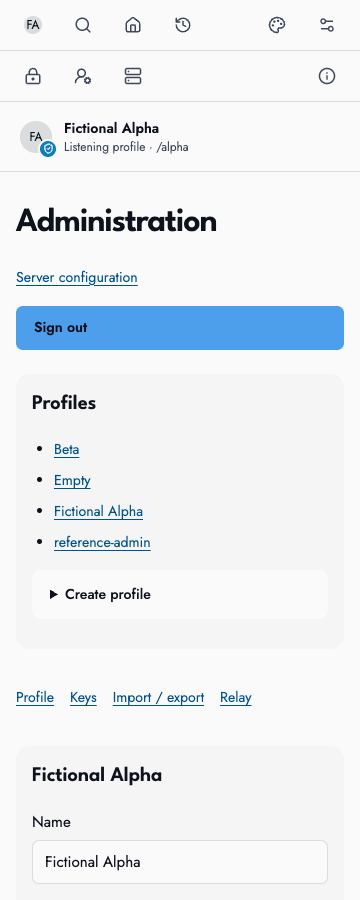 FA
FA
Fictional Alpha
Listening profile · /alpha
Administration
Server configuration
Sign out
Profiles
Beta
Empty
Fictional Alpha
reference-admin
Create profile
Profile Keys Import / export Relay
Fictional Alpha
Name
Fictional Alpha